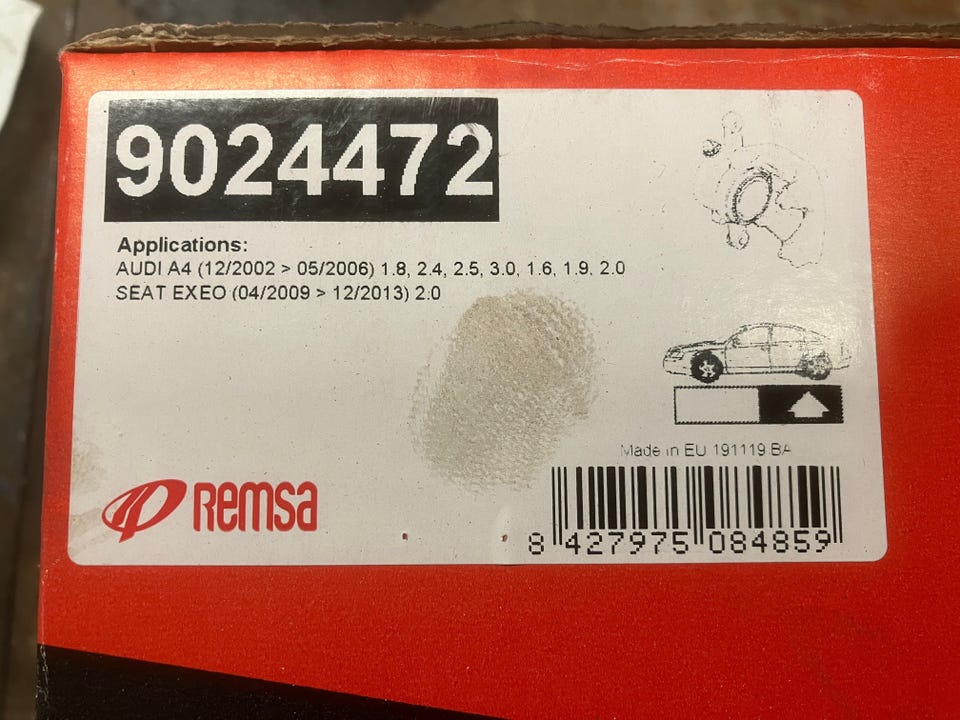 9024472
Applications:
AUDI A4 (12/2002 > 05/2006) 1.8, 2.4, 2.5, 3.0, 1.6, 1.9, 2.0
SEAT EXEO (04/2009 > 12/2013) 2.0
Made in EU 191119 BA
Remsa
8 427975 084859